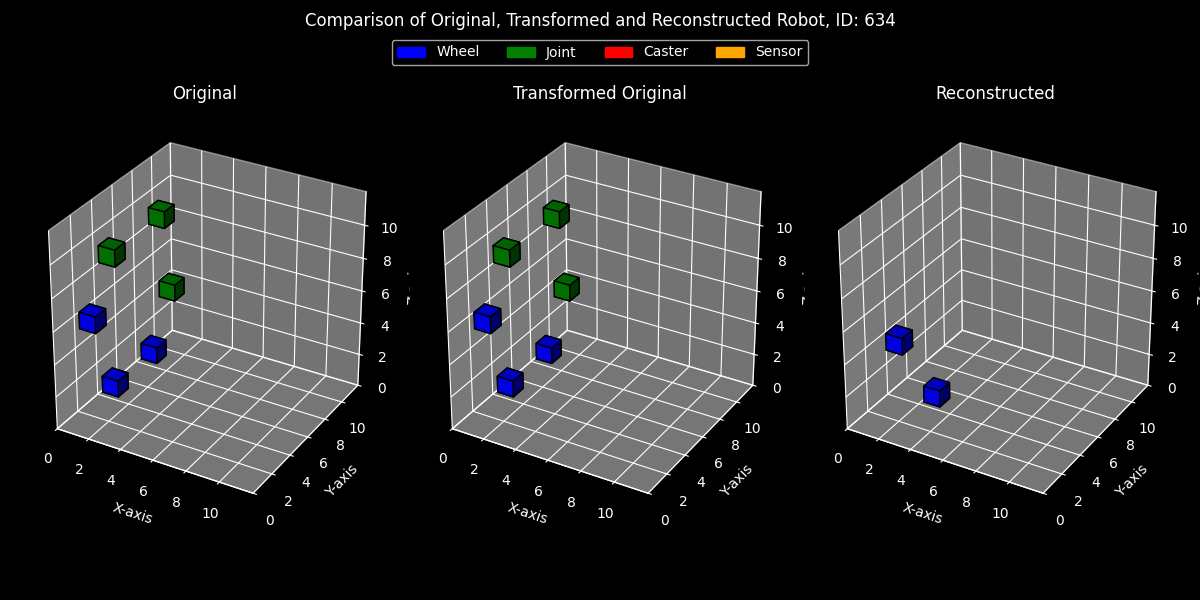 Comparison of Original, Transformed and Reconstructed Robot, ID: 634
Wheel Joint Caster Sensor
Original Transformed Original Reconstructed
10 10 10
8 8 8
6 6 6
4 4 4
2 2 2
0 0 0
0 2 4 6 8 10
X-axis
0 2 4 6 8 10
Y-axis
0 2 4 6 8 10
X-axis
0 2 4 6 8 10
Y-axis
0 2 4 6 8 10
X-axis
0 2 4 6 8 10
Y-axis